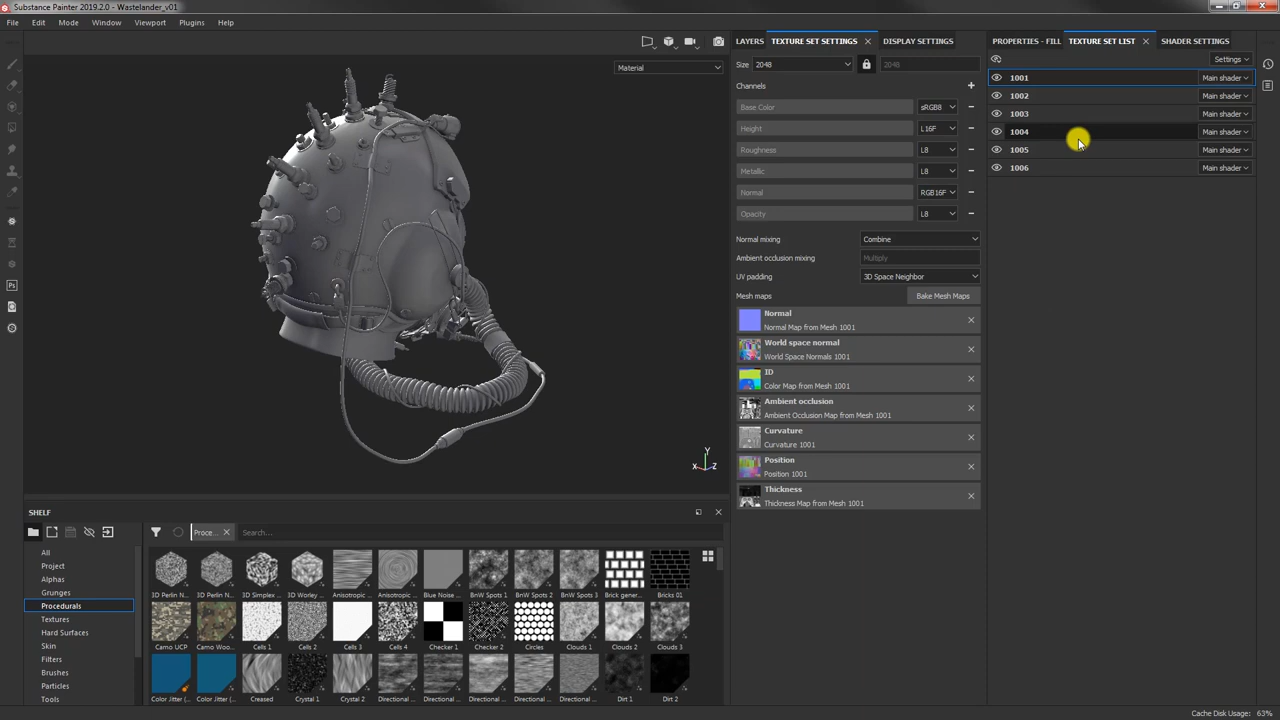 Substance Painter 2019.2.0 - Wastelander_v01
File Edit Mode Window Viewport Plugins Help
Material
Y
X Z
LAYERS TEXTURE SET SETTINGS DISPLAY SETTINGS
Size 2048 2048
Channels
Base Color sRGB8
Height L16F
Roughness L8
Metallic L8
Normal RGB16F
Opacity L8
Normal mixing Combine
Ambient occlusion mixing Multiply
UV padding 3D Space Neighbor
Mesh maps Bake Mesh Maps
Normal
Normal Map from Mesh 1001
World space normal
World Space Normals 1001
ID
Color Map from Mesh 1001
Ambient occlusion
Ambient Occlusion Map from Mesh 1001
Curvature
Curvature 1001
Position
Position 1001
Thickness
Thickness Map from Mesh 1001
PROPERTIES - FILL TEXTURE SET LIST SHADER SETTINGS
Settings
1001 Main shader
1002 Main shader
1003 Main shader
1004 Main shader
1005 Main shader
1006 Main shader
SHELF
Proce... Search...
All
Project
Alphas
Grunges
Procedurals
Textures
Hard Surfaces
Skin
Filters
Brushes
Particles
Tools
3D Perlin N... 3D Perlin N... 3D Simplex ... 3D Worley ... Anisotropic ... Anisotropic ... Blue Noise ... BnW Spots 1 BnW Spots 2 BnW Spots 3 Brick gener... Bricks 01
Camo UCP Camo Woo... Cells 1 Cells 2 Cells 3 Cells 4 Checker 1 Checker 2 Circles Clouds 1 Clouds 2 Clouds 3
Color Jitter (... Color Jitter (... Creased Crystal 1 Crystal 2 Directional ... Directional ... Directional ... Directional ... Directional ... Dirt 1 Dirt 2
Cache Disk Usage: 63%